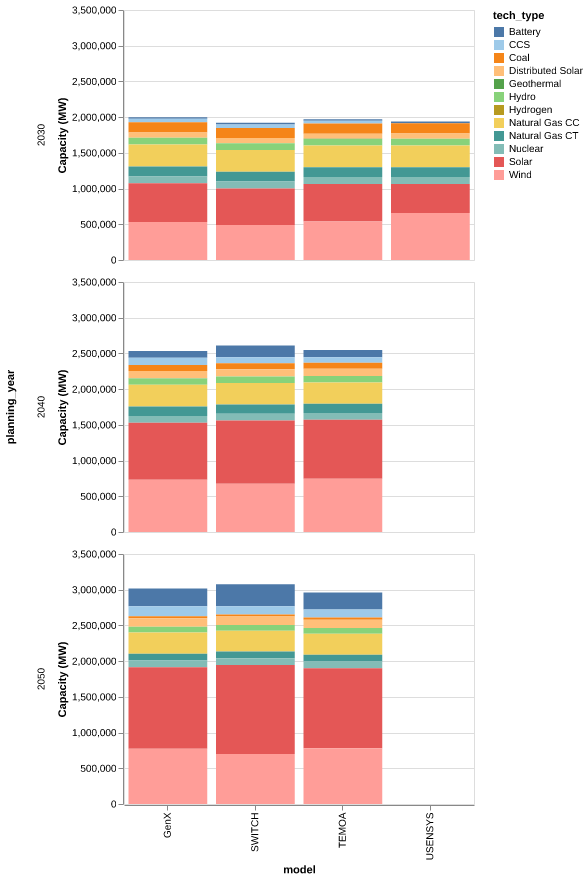 tech_type
Battery
CCS
Coal
Distributed Solar
Geothermal
Hydro
Hydrogen
Natural Gas CC
Natural Gas CT
Nuclear
Solar
Wind
planning_year
2030
Capacity (MW)
3,500,000
3,000,000
2,500,000
2,000,000
1,500,000
1,000,000
500,000
0
2040
Capacity (MW)
3,500,000
3,000,000
2,500,000
2,000,000
1,500,000
1,000,000
500,000
0
2050
Capacity (MW)
3,500,000
3,000,000
2,500,000
2,000,000
1,500,000
1,000,000
500,000
0
GenX
SWITCH
TEMOA
USENSYS
model